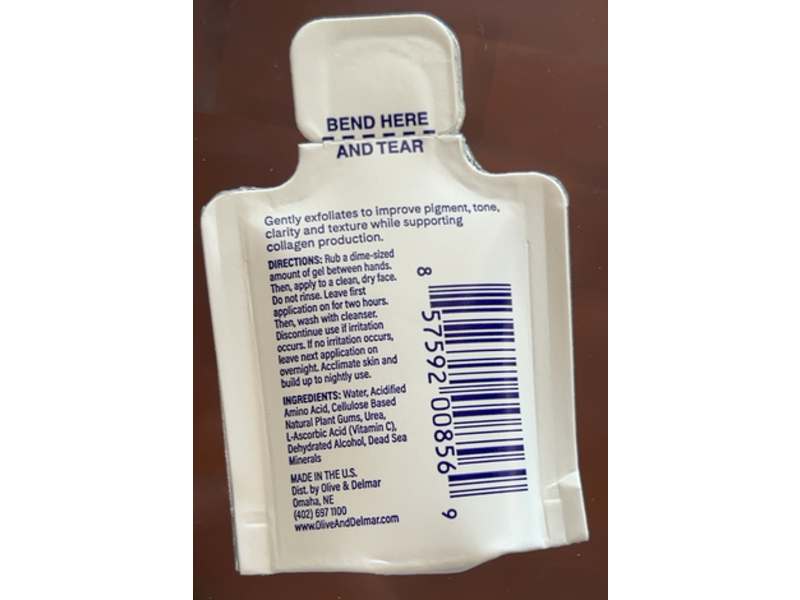 BEND HERE
AND TEAR
Gently exfoliates to improve pigment, tone,
clarity and texture while supporting
collagen production.
DIRECTIONS: Rub a dime-sized
amount of gel between hands.
Then, apply to a clean, dry face.
Do not rinse. Leave first
application on for two hours.
Then, wash with cleanser.
Discontinue use if irritation
occurs. If no irritation occurs,
leave next application on
overnight. Acclimate skin and
build up to nightly use.
INGREDIENTS: Water, Acidified
Amino Acid, Cellulose Based
Natural Plant Gums, Urea,
L-Ascorbic Acid (Vitamin C),
Dehydrated Alcohol, Dead Sea
Minerals
MADE IN THE U.S.
Dist. by Olive & Delmar
Omaha, NE
(402) 697 1100
www.OliveAndDelmar.com
8 57592 00856 9